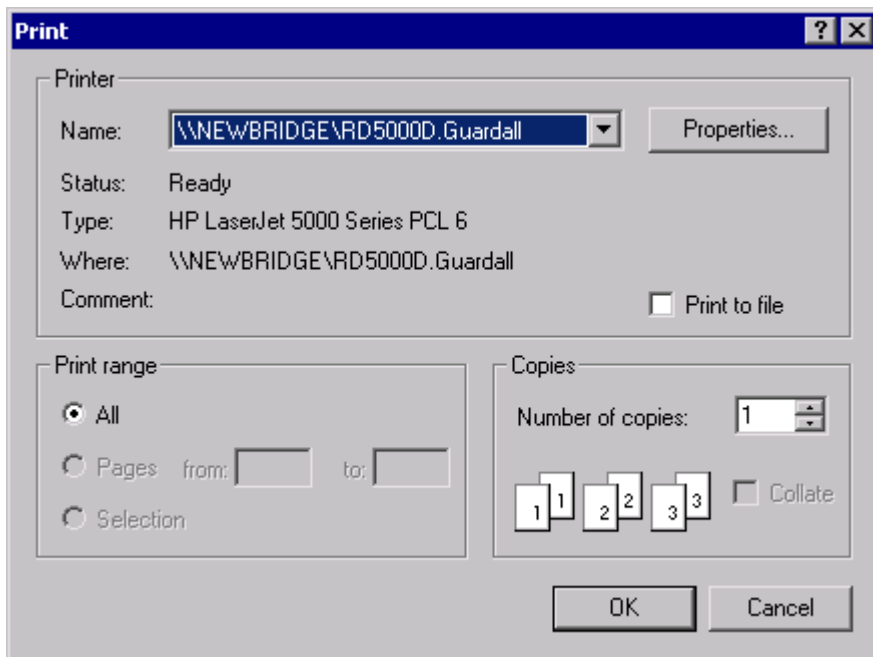 Print
Printer
Name: \\NEWBRIDGE\RD5000D.Guardall Properties...
Status: Ready
Type: HP LaserJet 5000 Series PCL 6
Where: \\NEWBRIDGE\RD5000D.Guardall
Comment: Print to file
Print range
All
Pages from: to:
Selection
Copies
Number of copies: 1
1 1 2 2 3 3 Collate
OK Cancel